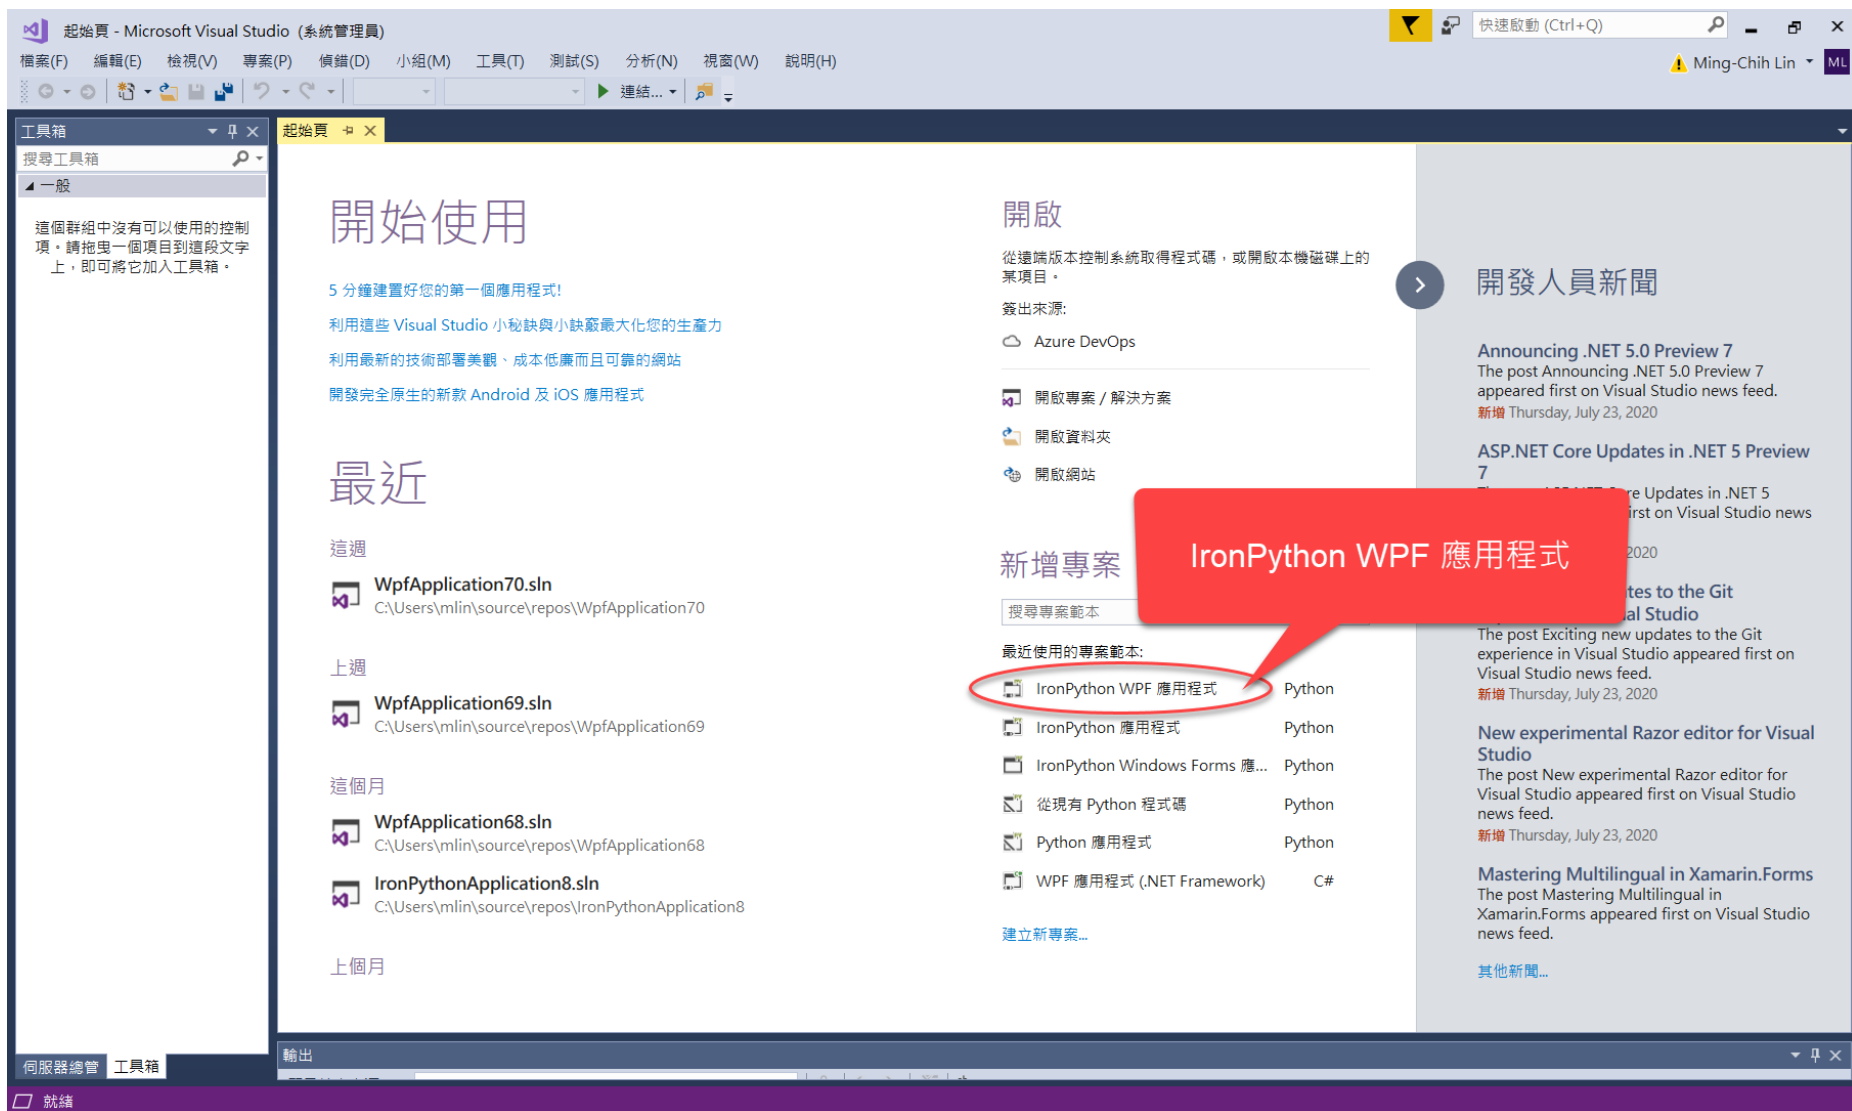 起始頁 - Microsoft Visual Studio (系統管理員)
快速啟動 (Ctrl+Q)
檔案(F) 編輯(E) 檢視(V) 專案(P) 偵錯(D) 小組(M) 工具(T) 測試(S) 分析(N) 視窗(W) 說明(H)
Ming-Chih Lin ML
連結...
工具箱
搜尋工具箱
一般
這個群組中沒有可以使用的控制
項。請拖曳一個項目到這段文字
上,即可將它加入工具箱。
伺服器總管 工具箱
起始頁
開始使用
5 分鐘建置好您的第一個應用程式!
利用這些 Visual Studio 小秘訣與小訣竅最大化您的生產力
利用最新的技術部署美觀、成本低廉而且可靠的網站
開發完全原生的新款 Android 及 iOS 應用程式
最近
這週
WpfApplication70.sln
C:\Users\mlin\source\repos\WpfApplication70
上週
WpfApplication69.sln
C:\Users\mlin\source\repos\WpfApplication69
這個月
WpfApplication68.sln
C:\Users\mlin\source\repos\WpfApplication68
IronPythonApplication8.sln
C:\Users\mlin\source\repos\IronPythonApplication8
上個月
開啟
從遠端版本控制系統取得程式碼,或開啟本機磁碟上的
某項目。
簽出來源:
Azure DevOps
開啟專案 / 解決方案
開啟資料夾
開啟網站
IronPython WPF 應用程式
新增專案
搜尋專案範本
最近使用的專案範本:
IronPython WPF 應用程式 Python
IronPython 應用程式 Python
IronPython Windows Forms 應... Python
從現有 Python 程式碼 Python
Python 應用程式 Python
WPF 應用程式 (.NET Framework) C#
建立新專案...
開發人員新聞
Announcing .NET 5.0 Preview 7
The post Announcing .NET 5.0 Preview 7
appeared first on Visual Studio news feed.
新增 Thursday, July 23, 2020
ASP.NET Core Updates in .NET 5 Preview
7
re Updates in .NET 5
irst on Visual Studio news
2020
tes to the Git
al Studio
The post Exciting new updates to the Git
experience in Visual Studio appeared first on
Visual Studio news feed.
新增 Thursday, July 23, 2020
New experimental Razor editor for Visual
Studio
The post New experimental Razor editor for
Visual Studio appeared first on Visual Studio
news feed.
新增 Thursday, July 23, 2020
Mastering Multilingual in Xamarin.Forms
The post Mastering Multilingual in
Xamarin.Forms appeared first on Visual Studio
news feed.
其他新聞...
輸出
就緒